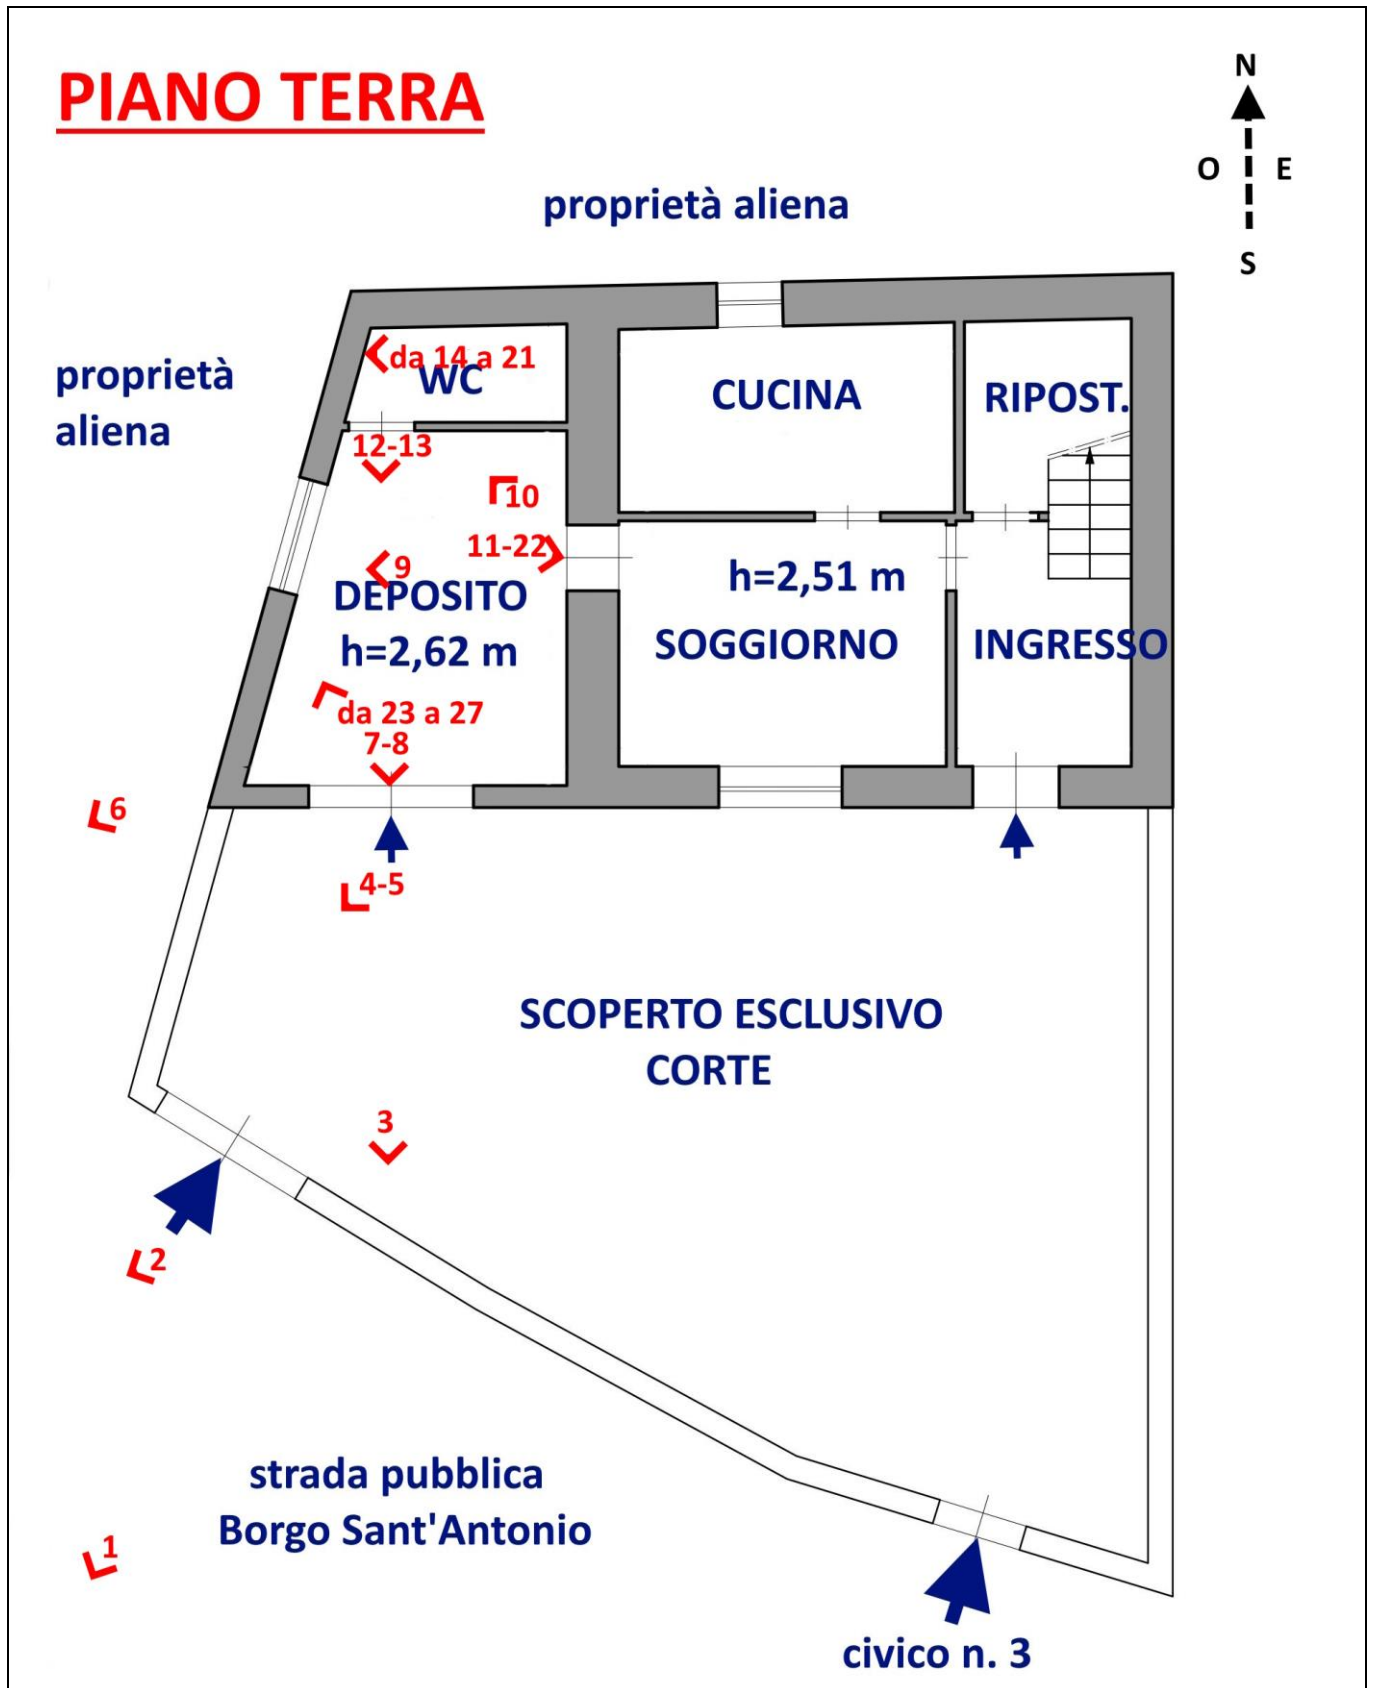 PIANO TERRA
N
O E
S
proprietà aliena
proprietà
aliena
da 14 a 21
WC
CUCINA
RIPOST.
12-13
10
11-22
9
DEPOSITO
h=2,62 m
h=2,51 m
SOGGIORNO
INGRESSO
da 23 a 27
7-8
6
4-5
SCOPERTO ESCLUSIVO
CORTE
3
2
strada pubblica
Borgo Sant'Antonio
1
civico n. 3